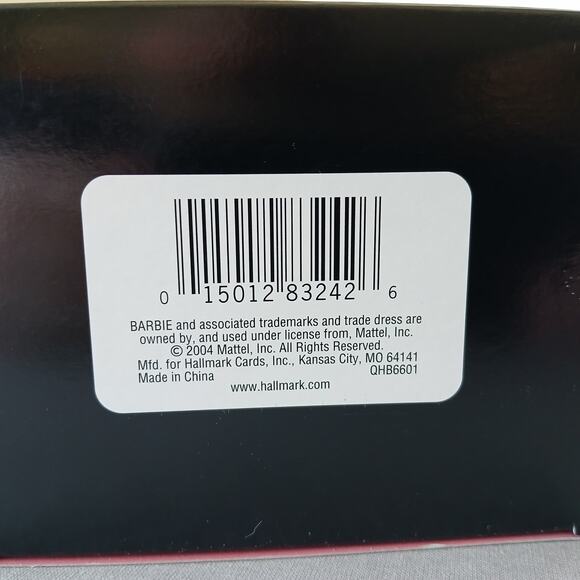 0 15012 83242 6
BARBIE and associated trademarks and trade dress are
owned by, and used under license from, Mattel, Inc.
© 2004 Mattel, Inc. All Rights Reserved.
Mfd. for Hallmark Cards, Inc., Kansas City, MO 64141
Made in China QHB6601
www.hallmark.com